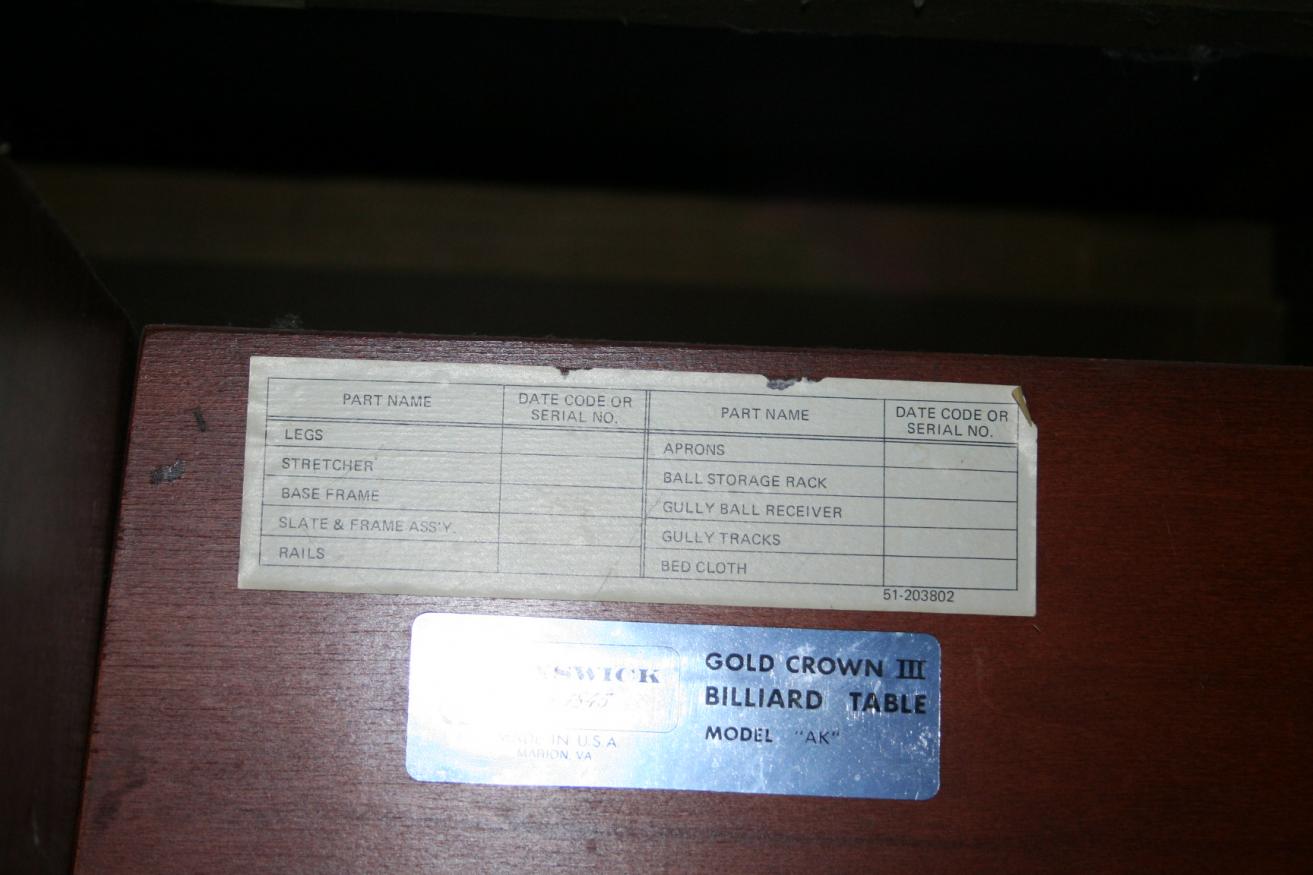 PART NAME
DATE CODE OR
SERIAL NO.
PART NAME
DATE CODE OR
SERIAL NO.
LEGS
STRETCHER
BASE FRAME
SLATE & FRAME ASS'Y.
RAILS
APRONS
BALL STORAGE RACK
GULLY BALL RECEIVER
GULLY TRACKS
BED CLOTH
51-203802
SWICK
1845
MADE IN U.S.A
MARION, VA
GOLD CROWN III
BILLIARD TABLE
MODEL "AK"